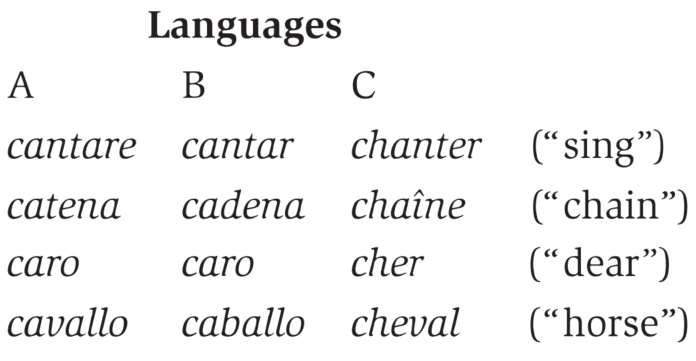 Languages
A B C
cantare cantar chanter (“sing”)
catena cadena chaîne (“chain”)
caro caro cher (“dear”)
cavallo caballo cheval (“horse”)